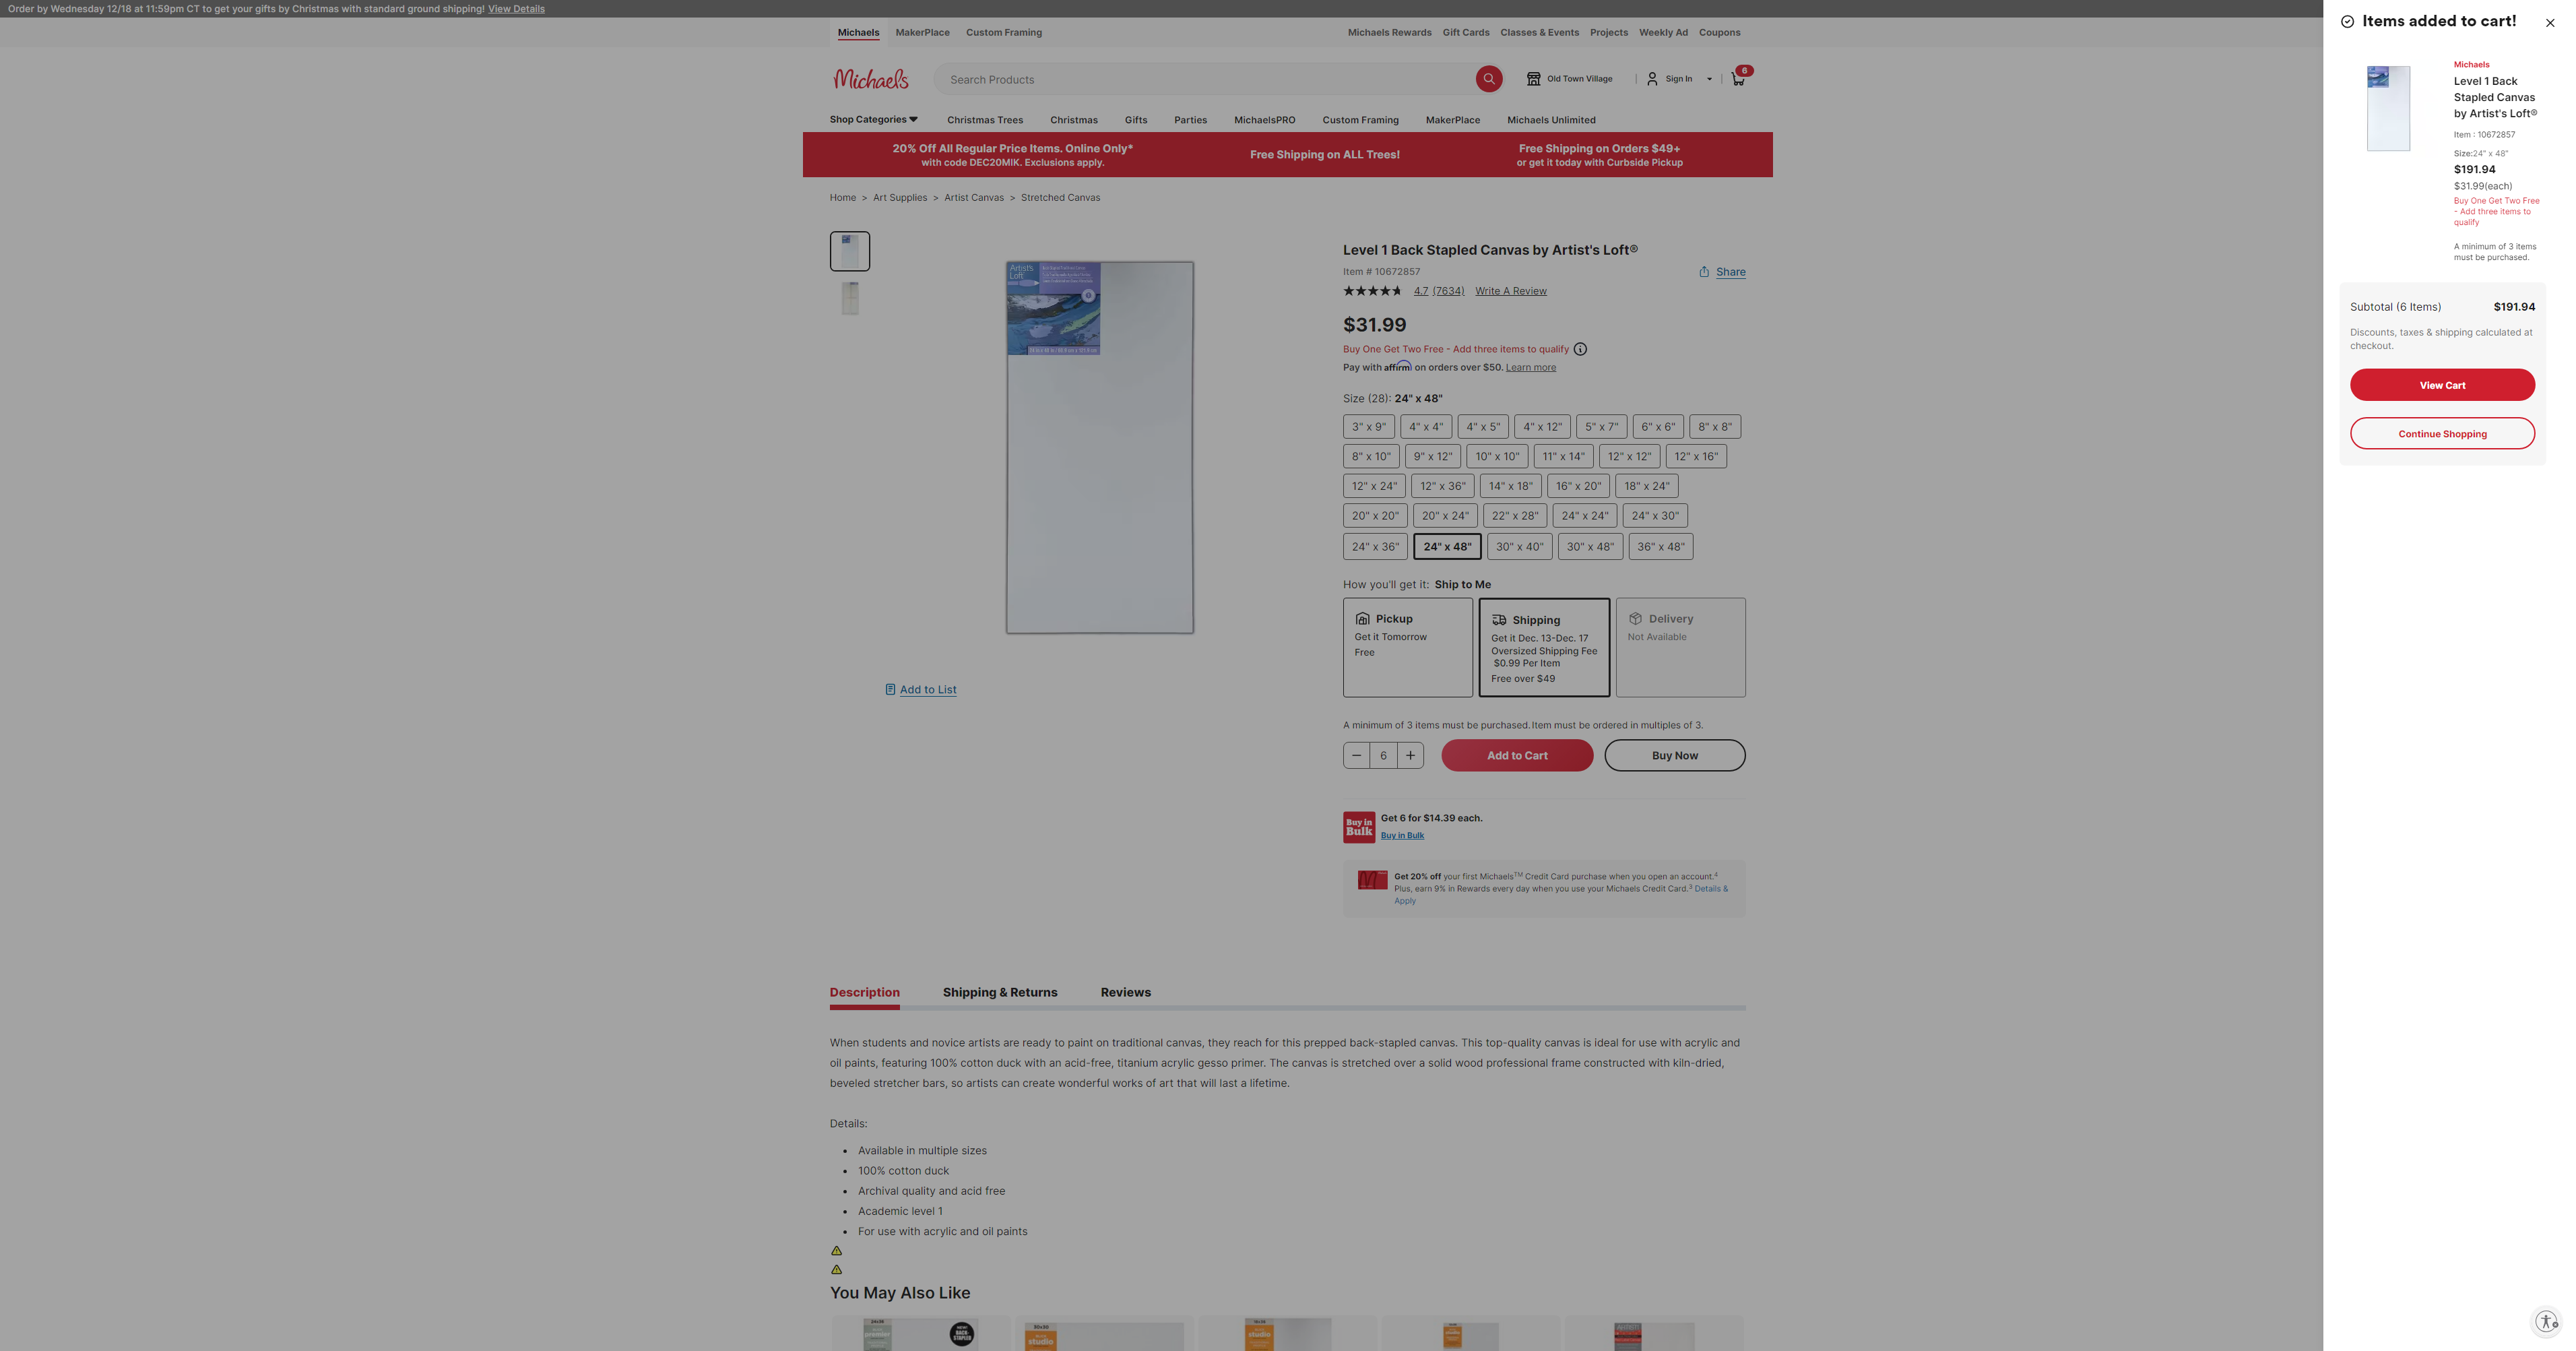 Order by Wednesday 12/18 at 11:59pm CT to get your gifts by Christmas with standard ground shipping! View Details
Michaels MakerPlace Custom Framing
Michaels Rewards Gift Cards Classes & Events Projects Weekly Ad Coupons
Michaels
Search Products
Old Town Village
Sign In
6
Shop Categories Christmas Trees Christmas Gifts Parties MichaelsPRO Custom Framing MakerPlace Michaels Unlimited
20% Off All Regular Price Items. Online Only*
with code DEC20MIK. Exclusions apply.
Free Shipping on ALL Trees!
Free Shipping on Orders $49+
or get it today with Curbside Pickup
Home > Art Supplies > Artist Canvas > Stretched Canvas
Artist's
Loft
Add to List
Level 1 Back Stapled Canvas by Artist's Loft®
Item # 10672857
Share
4.7 (7634) Write A Review
$31.99
Buy One Get Two Free - Add three items to qualify
Pay with affirm on orders over $50. Learn more
Size (28): 24" x 48"
3" x 9" 4" x 4" 4" x 5" 4" x 12" 5" x 7" 6" x 6" 8" x 8"
8" x 10" 9" x 12" 10" x 10" 11" x 14" 12" x 12" 12" x 16"
12" x 24" 12" x 36" 14" x 18" 16" x 20" 18" x 24"
20" x 20" 20" x 24" 22" x 28" 24" x 24" 24" x 30"
24" x 36" 24" x 48" 30" x 40" 30" x 48" 36" x 48"
How you'll get it: Ship to Me
Pickup
Get it Tomorrow
Free
Shipping
Get it Dec. 13-Dec. 17
Oversized Shipping Fee
$0.99 Per Item
Free over $49
Delivery
Not Available
A minimum of 3 items must be purchased. Item must be ordered in multiples of 3.
− 6 +
Add to Cart
Buy Now
Buy in
Bulk
Get 6 for $14.39 each.
Buy in Bulk
Get 20% off your first Michaels™ Credit Card purchase when you open an account.⁴
Plus, earn 9% in Rewards every day when you use your Michaels Credit Card.³ Details &
Apply
Description Shipping & Returns Reviews
When students and novice artists are ready to paint on traditional canvas, they reach for this prepped back-stapled canvas. This top-quality canvas is ideal for use with acrylic and
oil paints, featuring 100% cotton duck with an acid-free, titanium acrylic gesso primer. The canvas is stretched over a solid wood professional frame constructed with kiln-dried,
beveled stretcher bars, so artists can create wonderful works of art that will last a lifetime.
Details:
• Available in multiple sizes
• 100% cotton duck
• Archival quality and acid free
• Academic level 1
• For use with acrylic and oil paints
You May Also Like
premier
BACK-
STAPLED
studio
studio
studio
Items added to cart!
Michaels
Level 1 Back
Stapled Canvas
by Artist's Loft®
Item : 10672857
Size:24" x 48"
$191.94
$31.99(each)
Buy One Get Two Free
- Add three items to
qualify
A minimum of 3 items
must be purchased.
Subtotal (6 Items) $191.94
Discounts, taxes & shipping calculated at
checkout.
View Cart
Continue Shopping